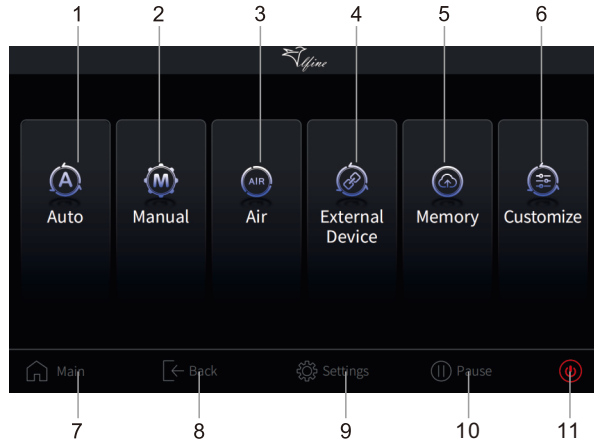 1 2 3 4 5 6
Ulfine
A M AIR
Auto Manual Air External Device Memory Customize
Main Back Settings Pause
7 8 9 10 11